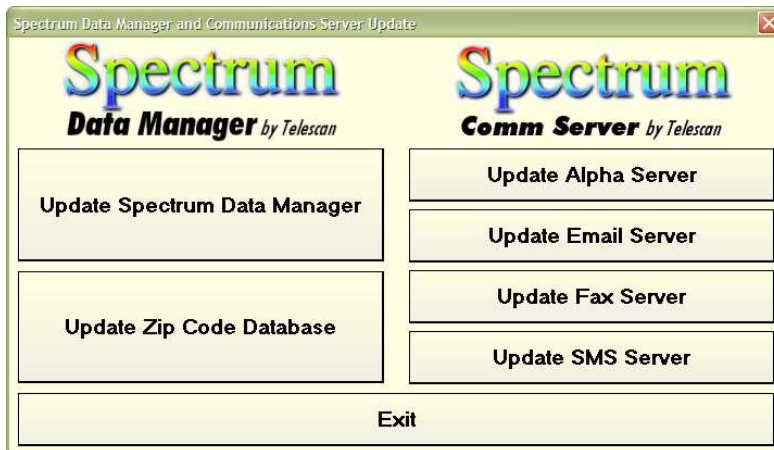 Spectrum Data Manager and Communications Server Update
Spectrum
Data Manager by Telescan
Update Spectrum Data Manager
Update Zip Code Database
Spectrum
Comm Server by Telescan
Update Alpha Server
Update Email Server
Update Fax Server
Update SMS Server
Exit